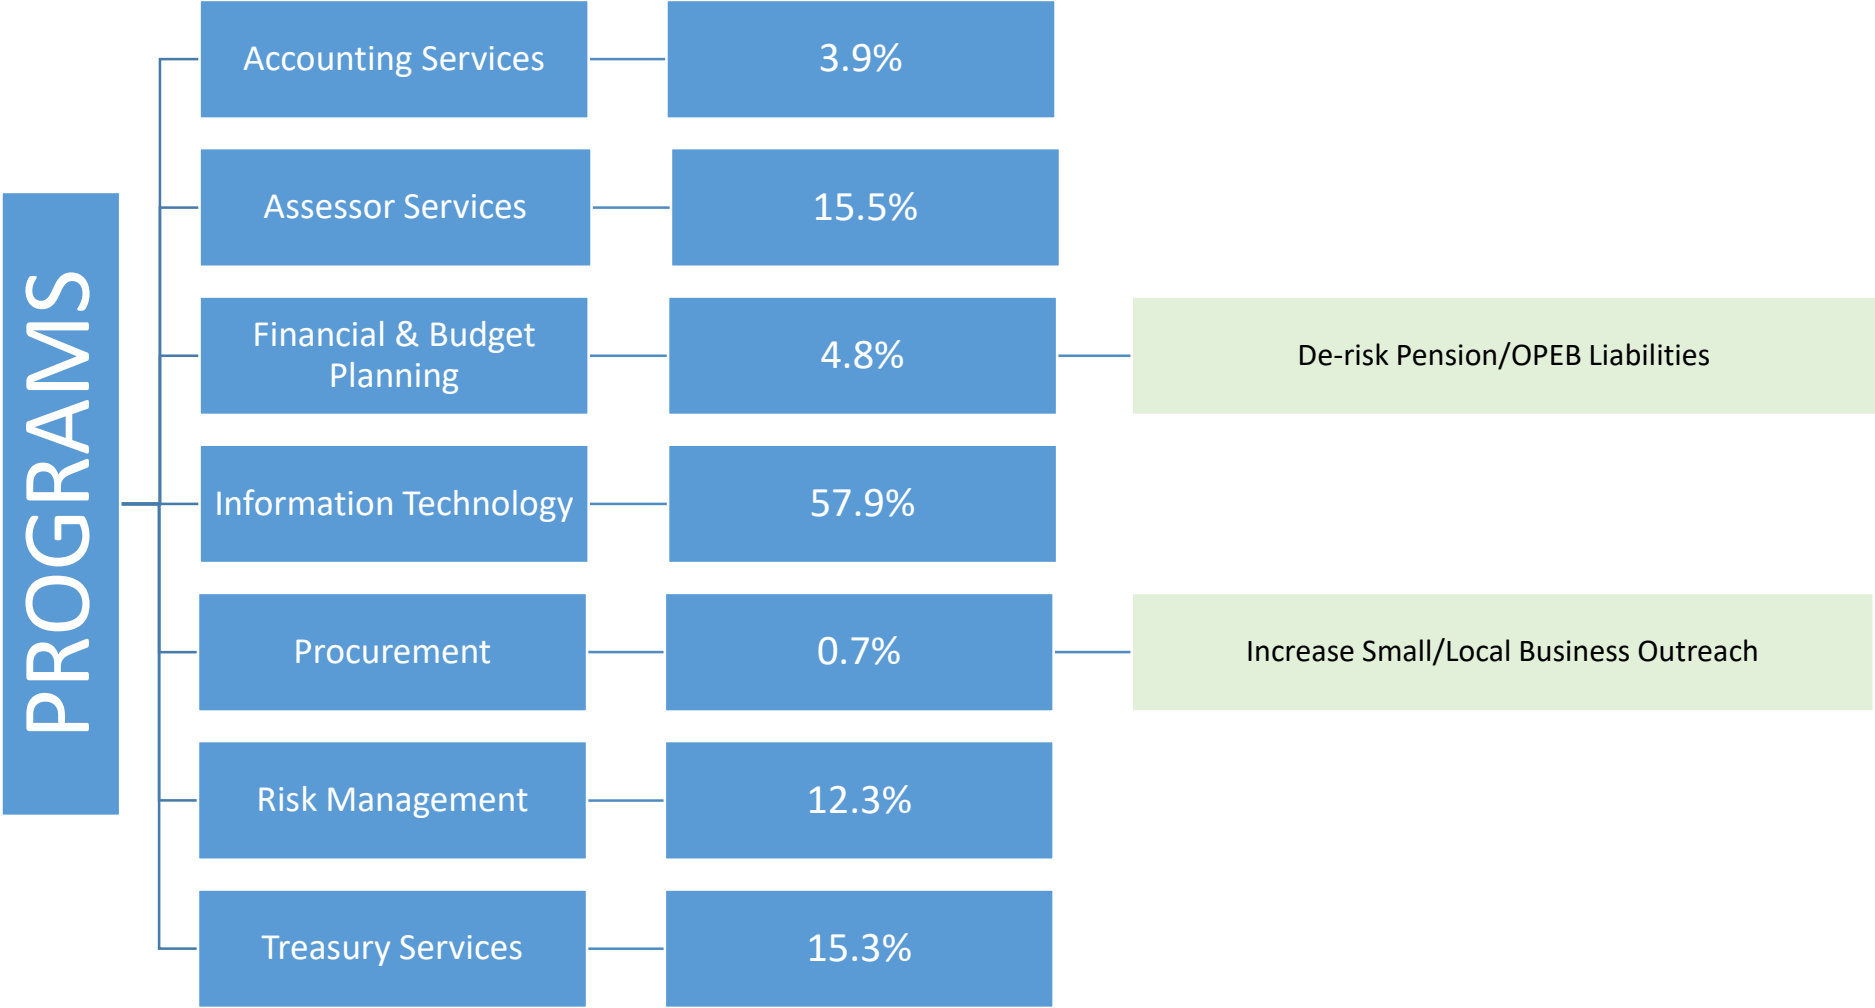 PROGRAMS
Accounting Services
3.9%
Assessor Services
15.5%
Financial & Budget
Planning
4.8%
De-risk Pension/OPEB Liabilities
Information Technology
57.9%
Procurement
0.7%
Increase Small/Local Business Outreach
Risk Management
12.3%
Treasury Services
15.3%